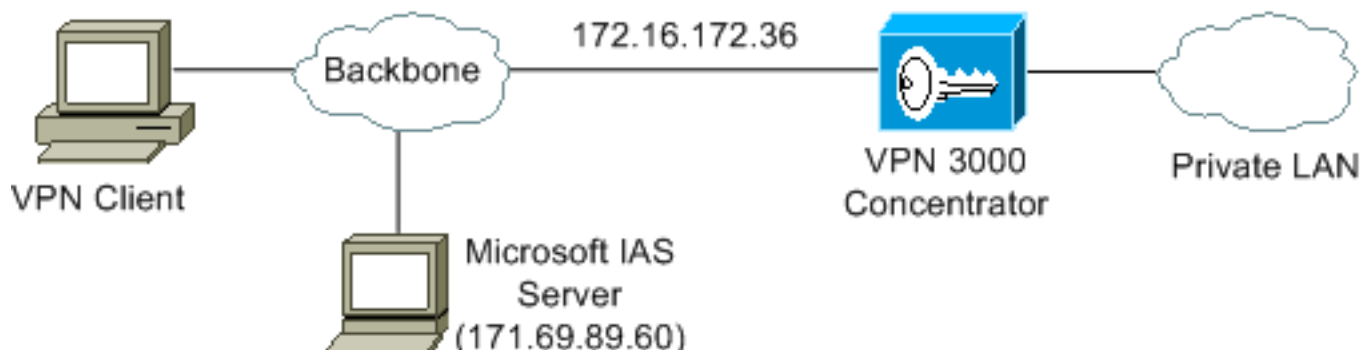 172.16.172.36
Backbone
VPN Client
VPN 3000
Concentrator
Private LAN
Microsoft IAS
Server
(171.69.89.60)